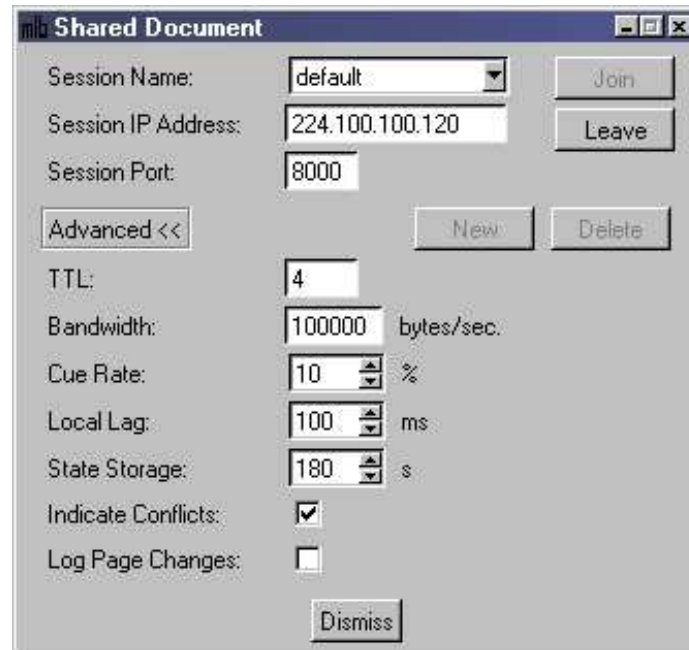 mlb Shared Document
Session Name: default Join
Session IP Address: 224.100.100.120 Leave
Session Port: 8000
Advanced << New Delete
TTL: 4
Bandwidth: 100000 bytes/sec.
Cue Rate: 10 %
Local Lag: 100 ms
State Storage: 180 s
Indicate Conflicts:
Log Page Changes:
Dismiss